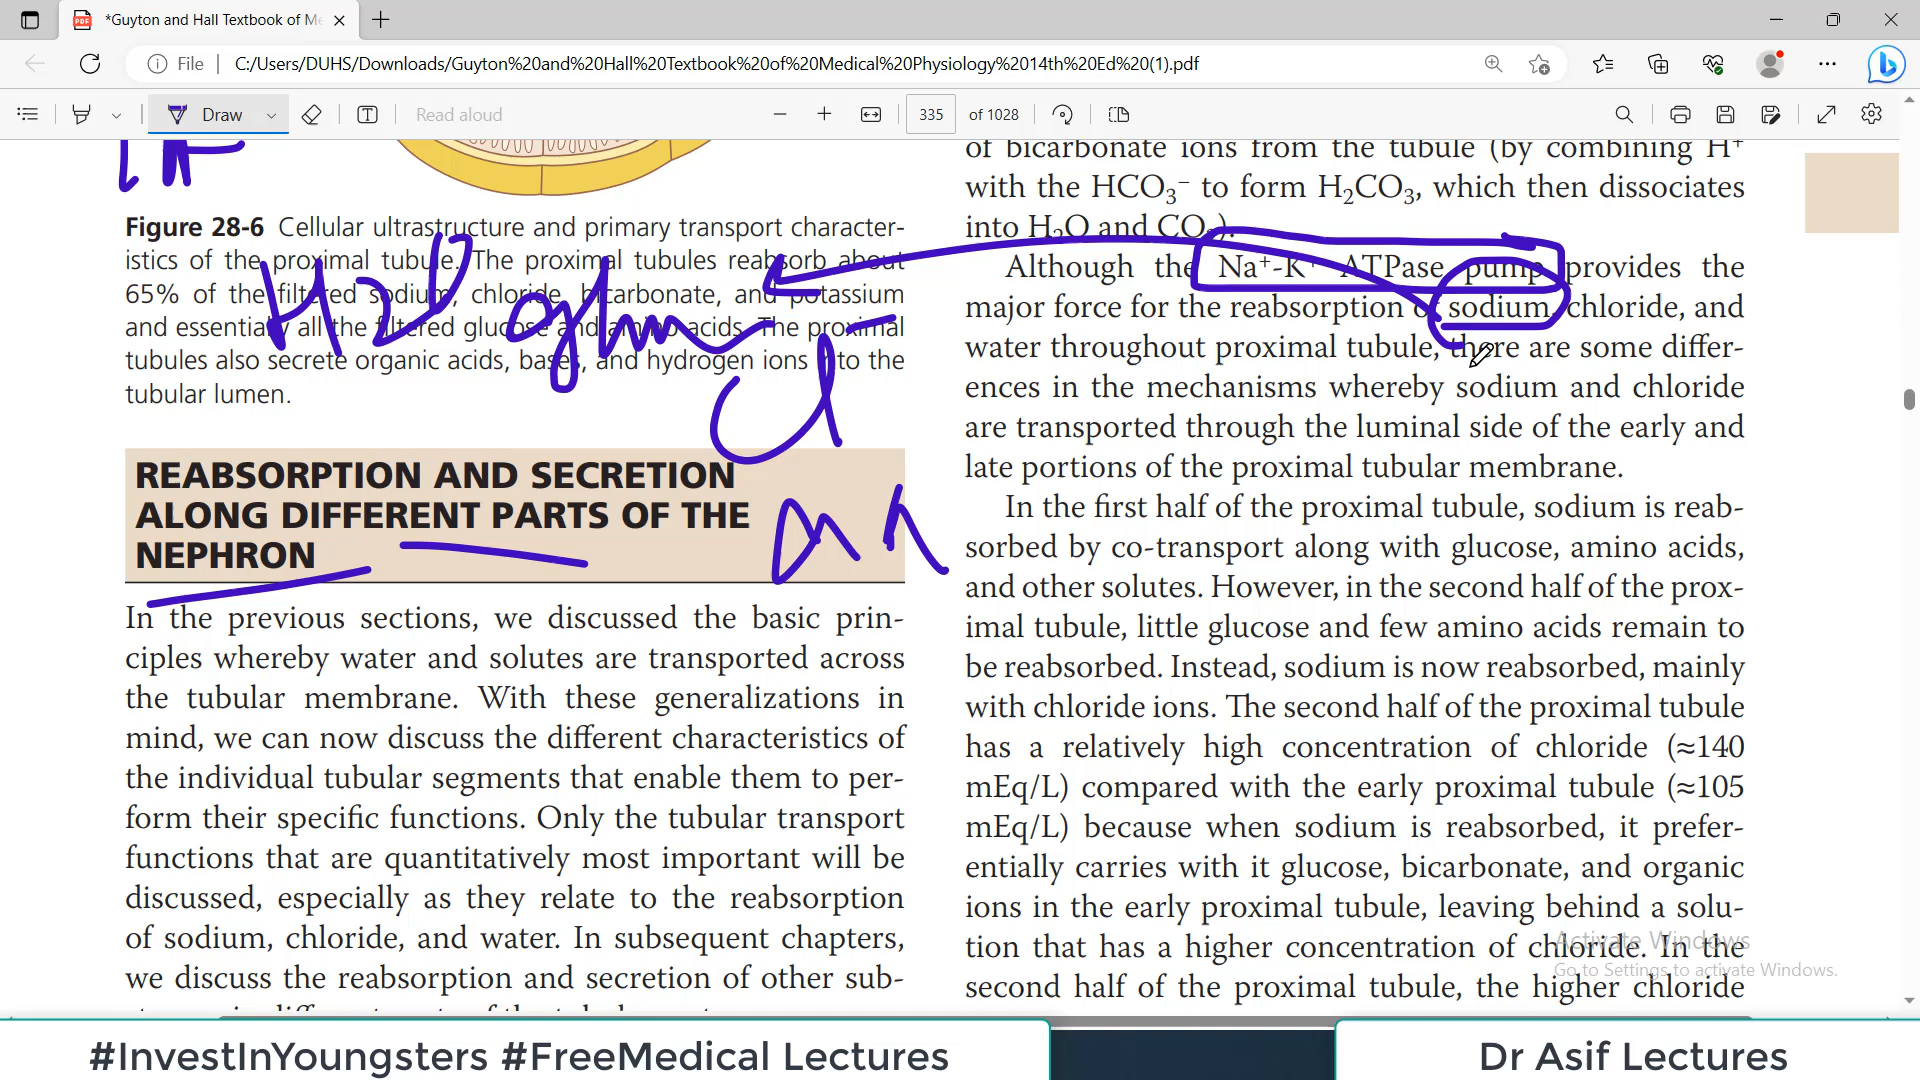 *Guyton and Hall Textbook of Me
File
C:/Users/DUHS/Downloads/Guyton%20and%20Hall%20Textbook%20of%20Medical%20Physiology%2014th%20Ed%20(1).pdf
Draw
Read aloud
335
of 1028
Figure 28-6 Cellular ultrastructure and primary transport character-
istics of the proximal tubule. The proximal tubules reabsorb about
65% of the filtered sodium, chloride, bicarbonate, and potassium
and essentially all the filtered glucose and amino acids. The proximal
tubules also secrete organic acids, bases, and hydrogen ions into the
tubular lumen.
H20
glu
Cl-
AA
REABSORPTION AND SECRETION
ALONG DIFFERENT PARTS OF THE
NEPHRON
In the previous sections, we discussed the basic prin-
ciples whereby water and solutes are transported across
the tubular membrane. With these generalizations in
mind, we can now discuss the different characteristics of
the individual tubular segments that enable them to per-
form their specific functions. Only the tubular transport
functions that are quantitatively most important will be
discussed, especially as they relate to the reabsorption
of sodium, chloride, and water. In subsequent chapters,
we discuss the reabsorption and secretion of other sub-
of bicarbonate ions from the tubule (by combining H⁺
with the HCO₃⁻ to form H₂CO₃, which then dissociates
into H₂O and CO₂).
Although the Na⁺-K⁺ ATPase pump provides the
major force for the reabsorption of sodium, chloride, and
water throughout proximal tubule, there are some differ-
ences in the mechanisms whereby sodium and chloride
are transported through the luminal side of the early and
late portions of the proximal tubular membrane.
In the first half of the proximal tubule, sodium is reab-
sorbed by co-transport along with glucose, amino acids,
and other solutes. However, in the second half of the prox-
imal tubule, little glucose and few amino acids remain to
be reabsorbed. Instead, sodium is now reabsorbed, mainly
with chloride ions. The second half of the proximal tubule
has a relatively high concentration of chloride (≈140
mEq/L) compared with the early proximal tubule (≈105
mEq/L) because when sodium is reabsorbed, it prefer-
entially carries with it glucose, bicarbonate, and organic
ions in the early proximal tubule, leaving behind a solu-
tion that has a higher concentration of chloride. In the
second half of the proximal tubule, the higher chloride
Activate Windows
Go to Settings to activate Windows.
#InvestInYoungsters #FreeMedical Lectures
Dr Asif Lectures